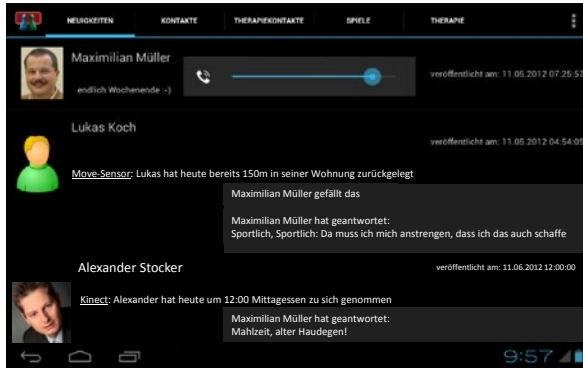 NEUIGKEITEN KONTAKTE THERAPIEKONTAKTE SPIELE THERAPIE
Maximilian Müller
endlich Wochenende :-)
veröffentlicht am: 11.05.2012 07:25:57
Lukas Koch
veröffentlicht am: 11.05.2012 04:54:05
Move-Sensor: Lukas hat heute bereits 150m in seiner Wohnung zurückgelegt
Maximilian Müller gefällt das
Maximilian Müller hat geantwortet:
Sportlich, Sportlich: Da muss ich mich anstrengen, dass ich das auch schaffe
Alexander Stocker
veröffentlicht am: 11.06.2012 12:00:00
Kinect: Alexander hat heute um 12:00 Mittagessen zu sich genommen
Maximilian Müller hat geantwortet:
Mahlzeit, alter Haudegen!
9:57